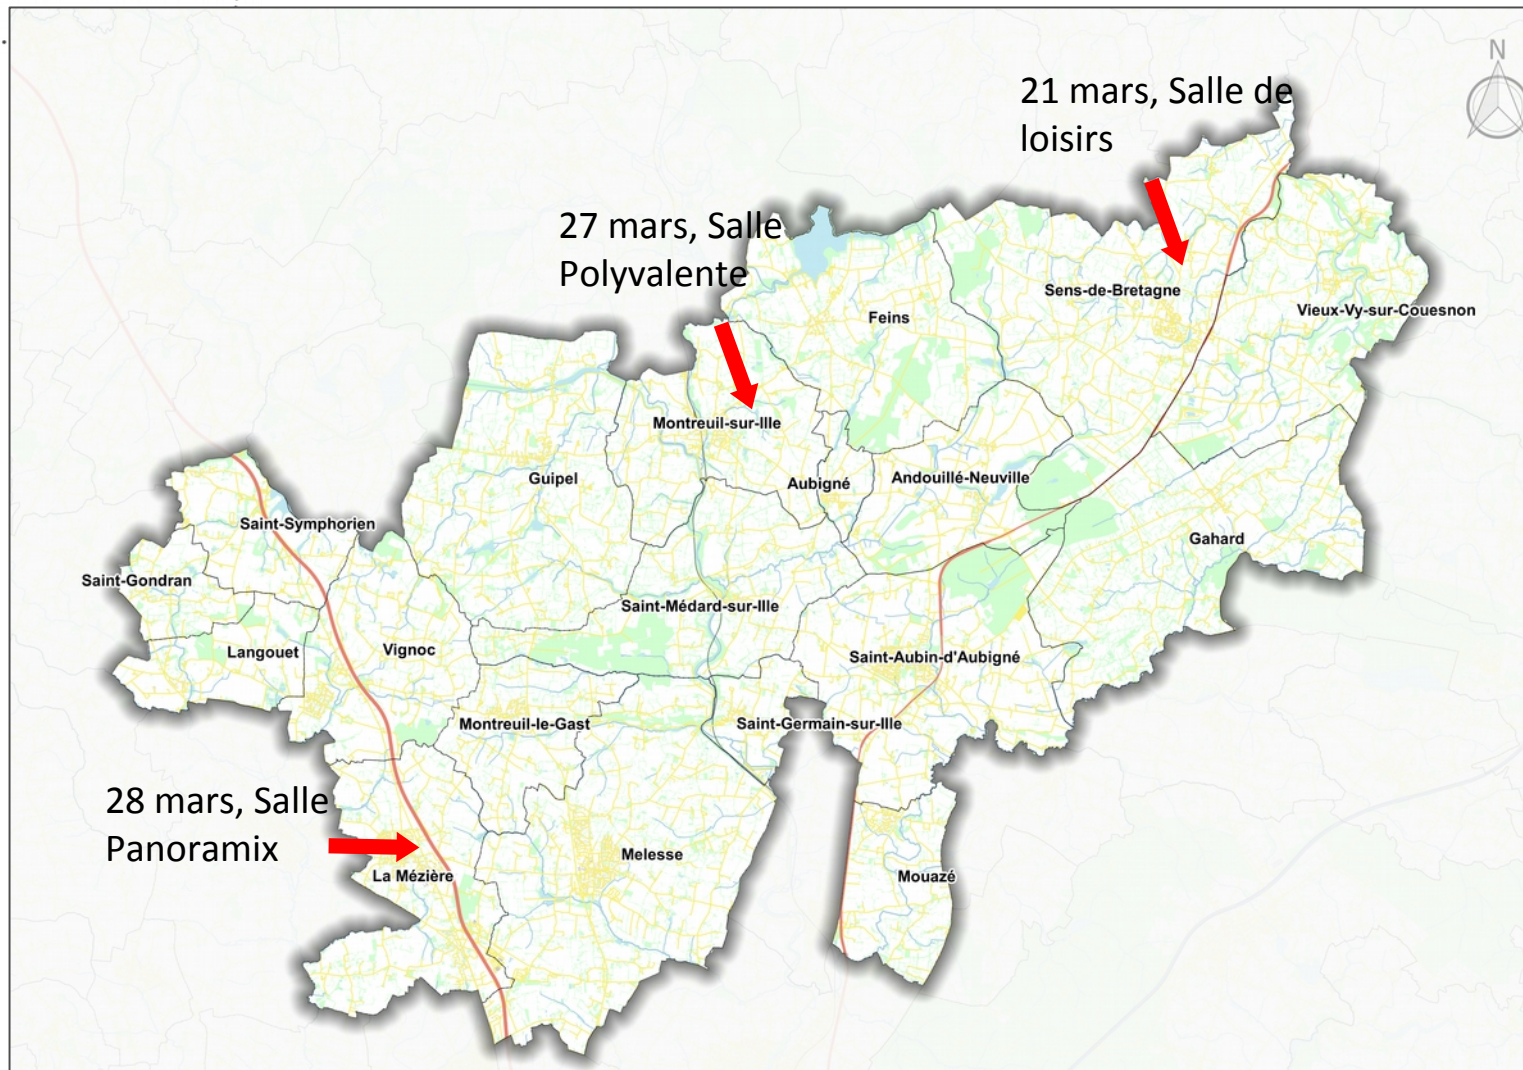 N
21 mars, Salle de
loisirs
27 mars, Salle
Polyvalente
Sens-de-Bretagne
Vieux-Vy-sur-Couesnon
Feins
Montreuil-sur-Ille
Guipel
Aubigné
Andouillé-Neuville
Saint-Symphorien
Gahard
Saint-Gondran
Saint-Médard-sur-Ille
Langouet
Vignoc
Saint-Aubin-d'Aubigné
Montreuil-le-Gast
Saint-Germain-sur-Ille
28 mars, Salle
Panoramix
Melesse
La Mézière
Mouazé